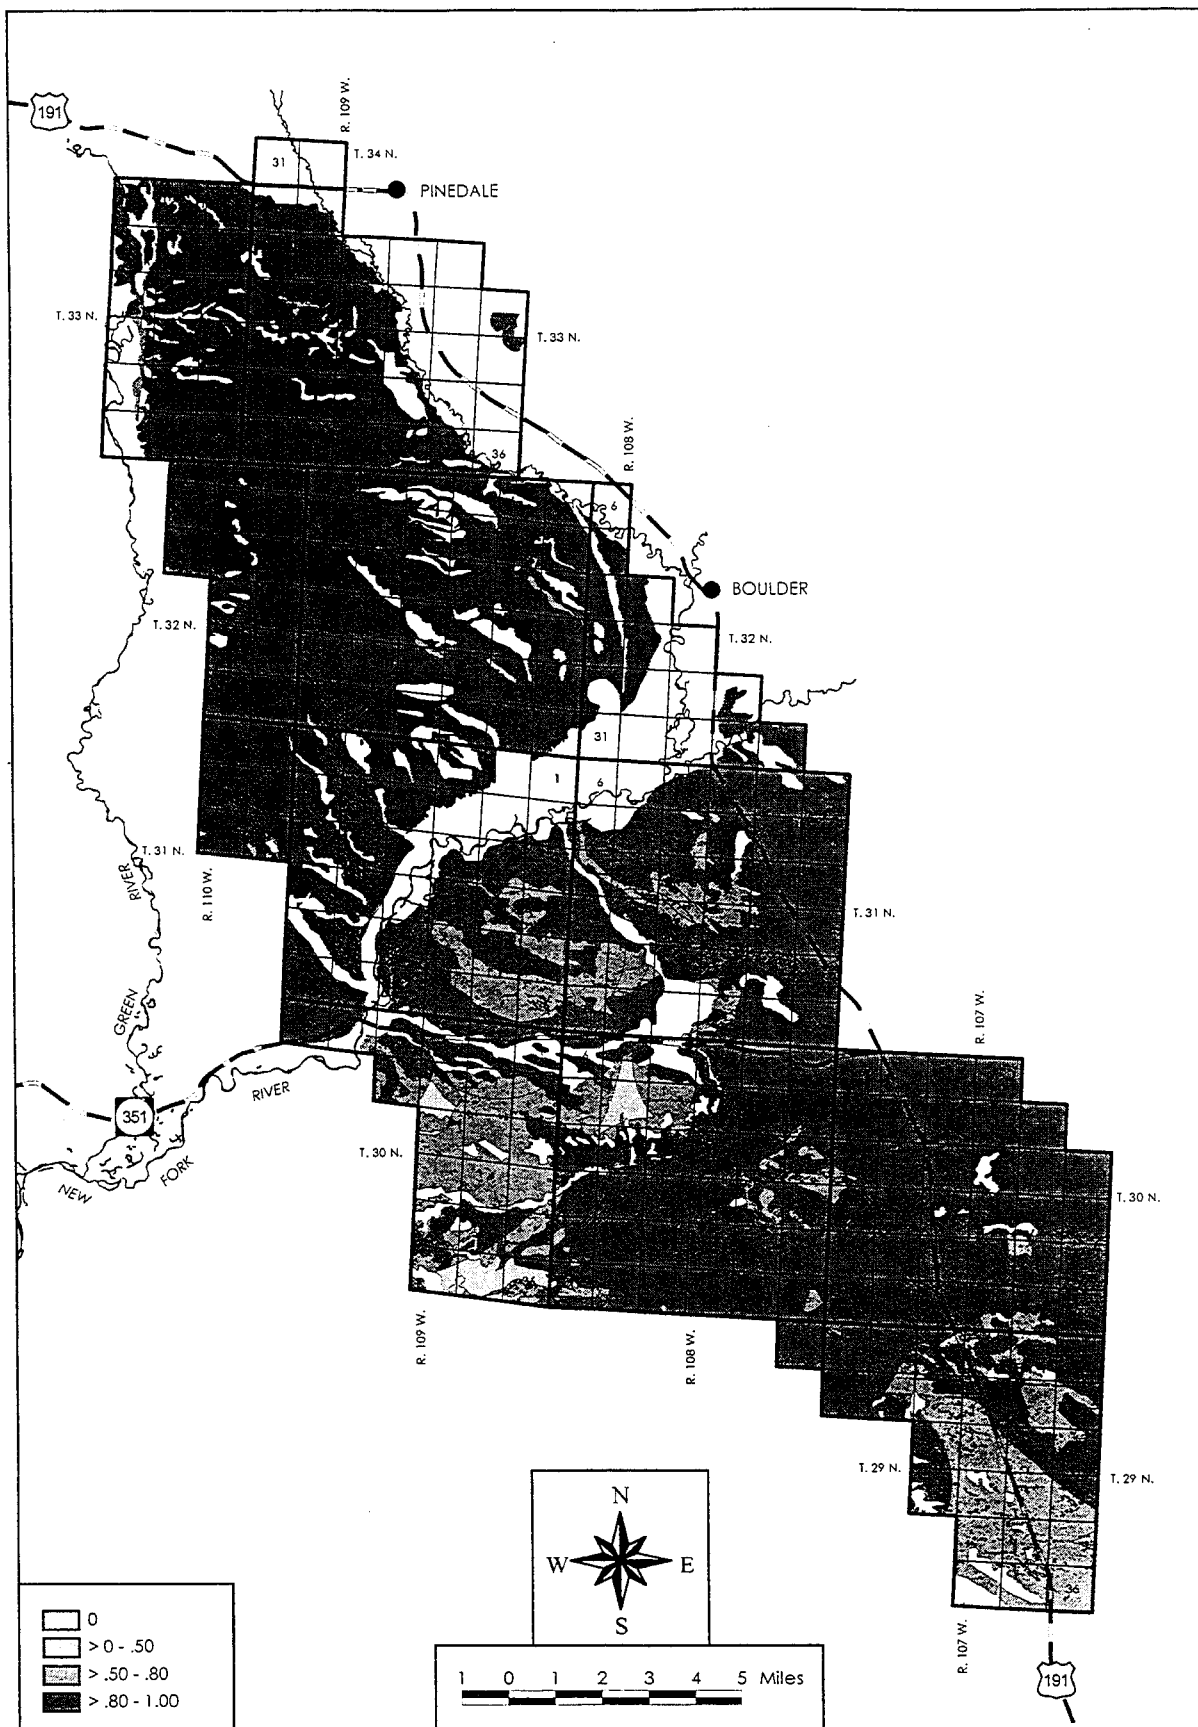 191
R. 109 W.
31
T. 34 N.
PINEDALE
T. 33 N.
T. 33 N.
R. 108 W.
36
6
BOULDER
T. 32 N.
T. 32 N.
31
1
6
T. 31 N.
R. 110 W.
RIVER
T. 31 N.
GREEN
R. 107 W.
RIVER
351
T. 30 N.
FORK
NEW
T. 30 N.
R. 109 W.
R. 108 W.
T. 29 N.
T. 29 N.
N
W E
S
36
0
> 0 - .50
> .50 - .80
> .80 - 1.00
R. 107 W.
1 0 1 2 3 4 5 Miles
191